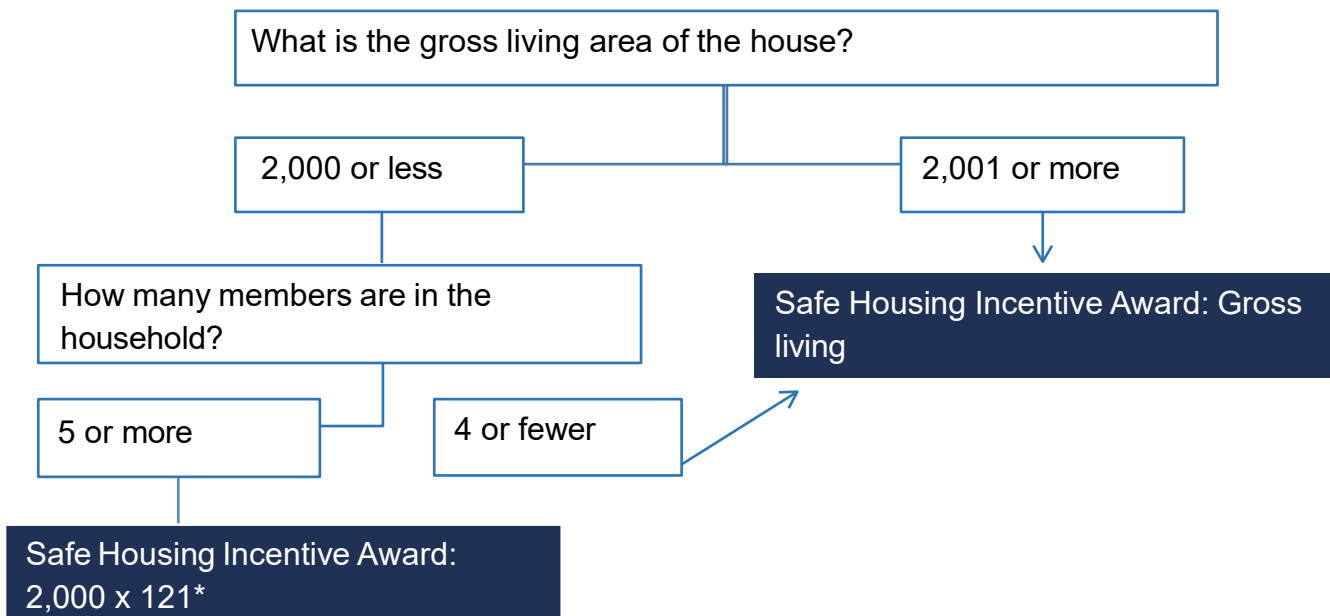 What is the gross living area of the house?
2,000 or less
2,001 or more
How many members are in the
household?
Safe Housing Incentive Award: Gross
living
5 or more
4 or fewer
Safe Housing Incentive Award:
2,000 x 121*